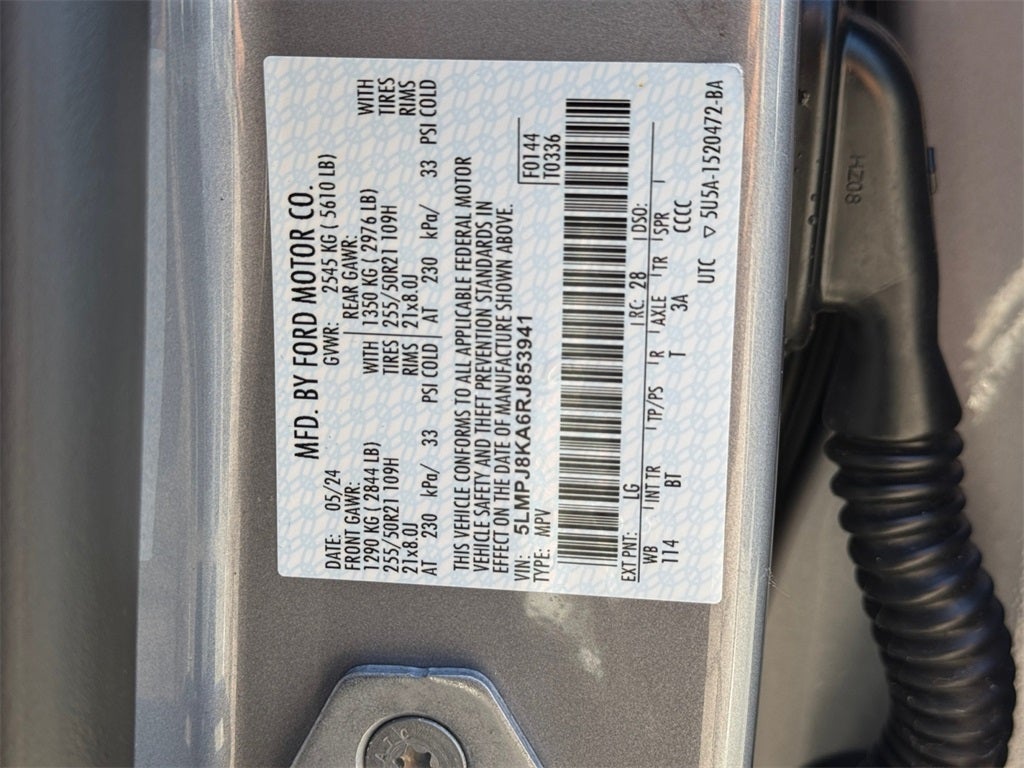 MFD. BY FORD MOTOR CO.
DATE: 05/24 GVWR: 2545 KG ( 5610 LB)
FRONT GAWR: REAR GAWR:
1290 KG ( 2844 LB) WITH 1350 KG ( 2976 LB) WITH
255/50R21 109H TIRES 255/50R21 109H TIRES
21x8.0J RIMS 21x8.0J RIMS
AT 230 kPa/ 33 PSI COLD AT 230 kPa/ 33 PSI COLD
THIS VEHICLE CONFORMS TO ALL APPLICABLE FEDERAL MOTOR
VEHICLE SAFETY AND THEFT PREVENTION STANDARDS IN
EFFECT ON THE DATE OF MANUFACTURE SHOWN ABOVE.
VIN: 5LMPJ8KA6RJ853941 F0144
TYPE: MPV T0336
EXT PNT: LG RC: 28 DSO:
WB INT TR TP/PS R AXLE TR SPR
114 BT T 3A CCCC
UTC ▽ 5U5A-1520472-BA
HZ08